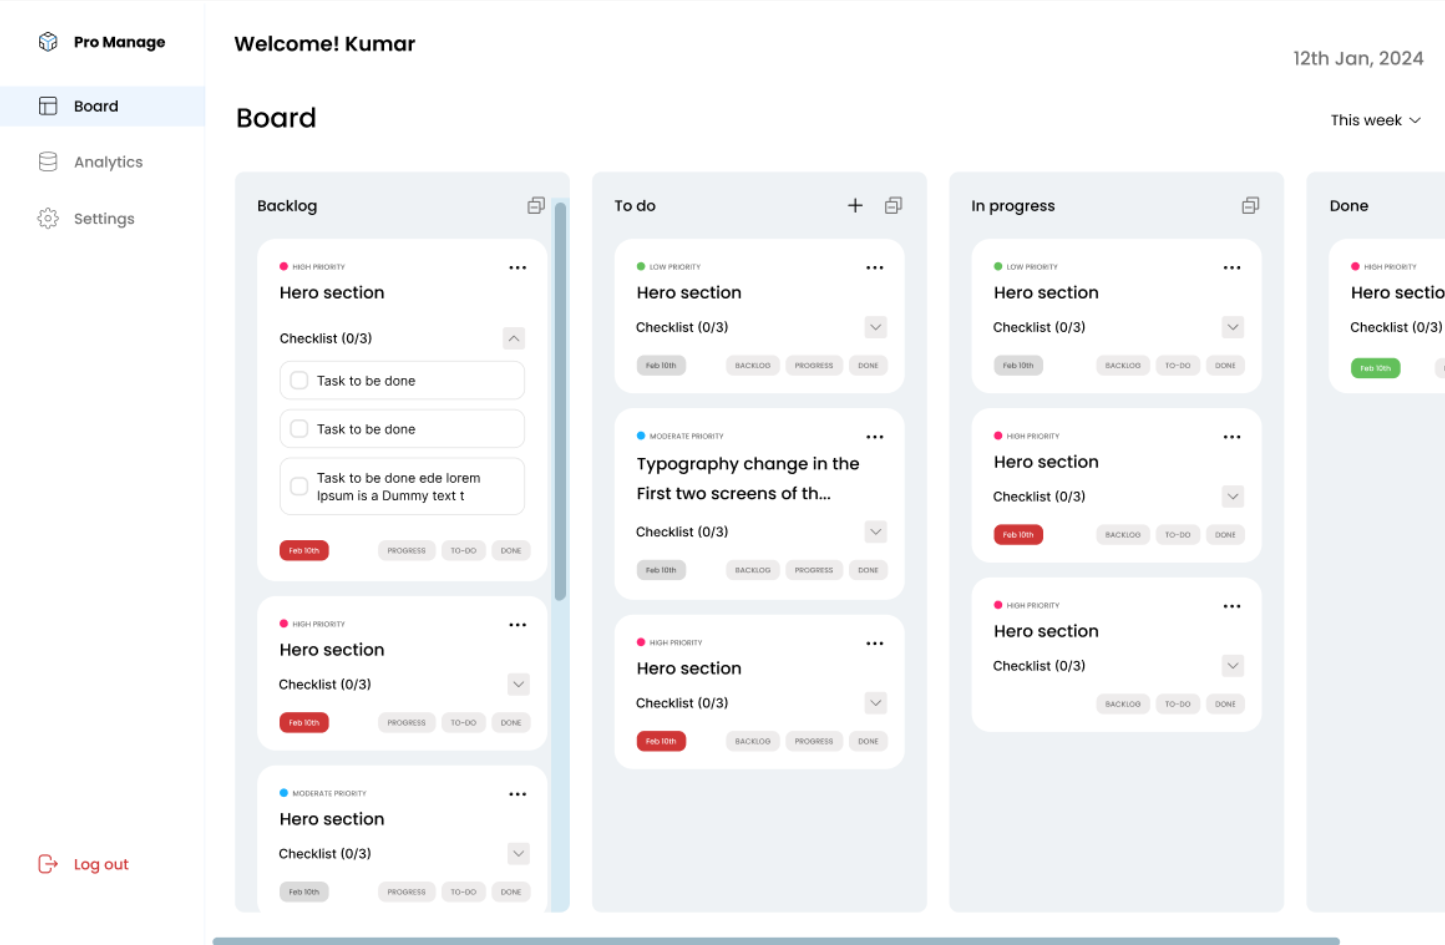 Pro Manage
Board
Analytics
Settings
Log out
Welcome! Kumar
12th Jan, 2024
Board
This week
Backlog
HIGH PRIORITY
Hero section
Checklist (0/3)
Task to be done
Task to be done
Task to be done ede lorem
Ipsum is a Dummy text t
Feb 10th PROGRESS TO-DO DONE
HIGH PRIORITY
Hero section
Checklist (0/3)
Feb 10th PROGRESS TO-DO DONE
MODERATE PRIORITY
Hero section
Checklist (0/3)
Feb 10th PROGRESS TO-DO DONE
To do
LOW PRIORITY
Hero section
Checklist (0/3)
Feb 10th BACKLOG PROGRESS DONE
MODERATE PRIORITY
Typography change in the
First two screens of th...
Checklist (0/3)
Feb 10th BACKLOG PROGRESS DONE
HIGH PRIORITY
Hero section
Checklist (0/3)
Feb 10th BACKLOG PROGRESS DONE
In progress
LOW PRIORITY
Hero section
Checklist (0/3)
Feb 10th BACKLOG TO-DO DONE
HIGH PRIORITY
Hero section
Checklist (0/3)
Feb 10th BACKLOG TO-DO DONE
HIGH PRIORITY
Hero section
Checklist (0/3)
BACKLOG TO-DO DONE
Done
HIGH PRIORITY
Hero sectio
Checklist (0/3)
Feb 10th